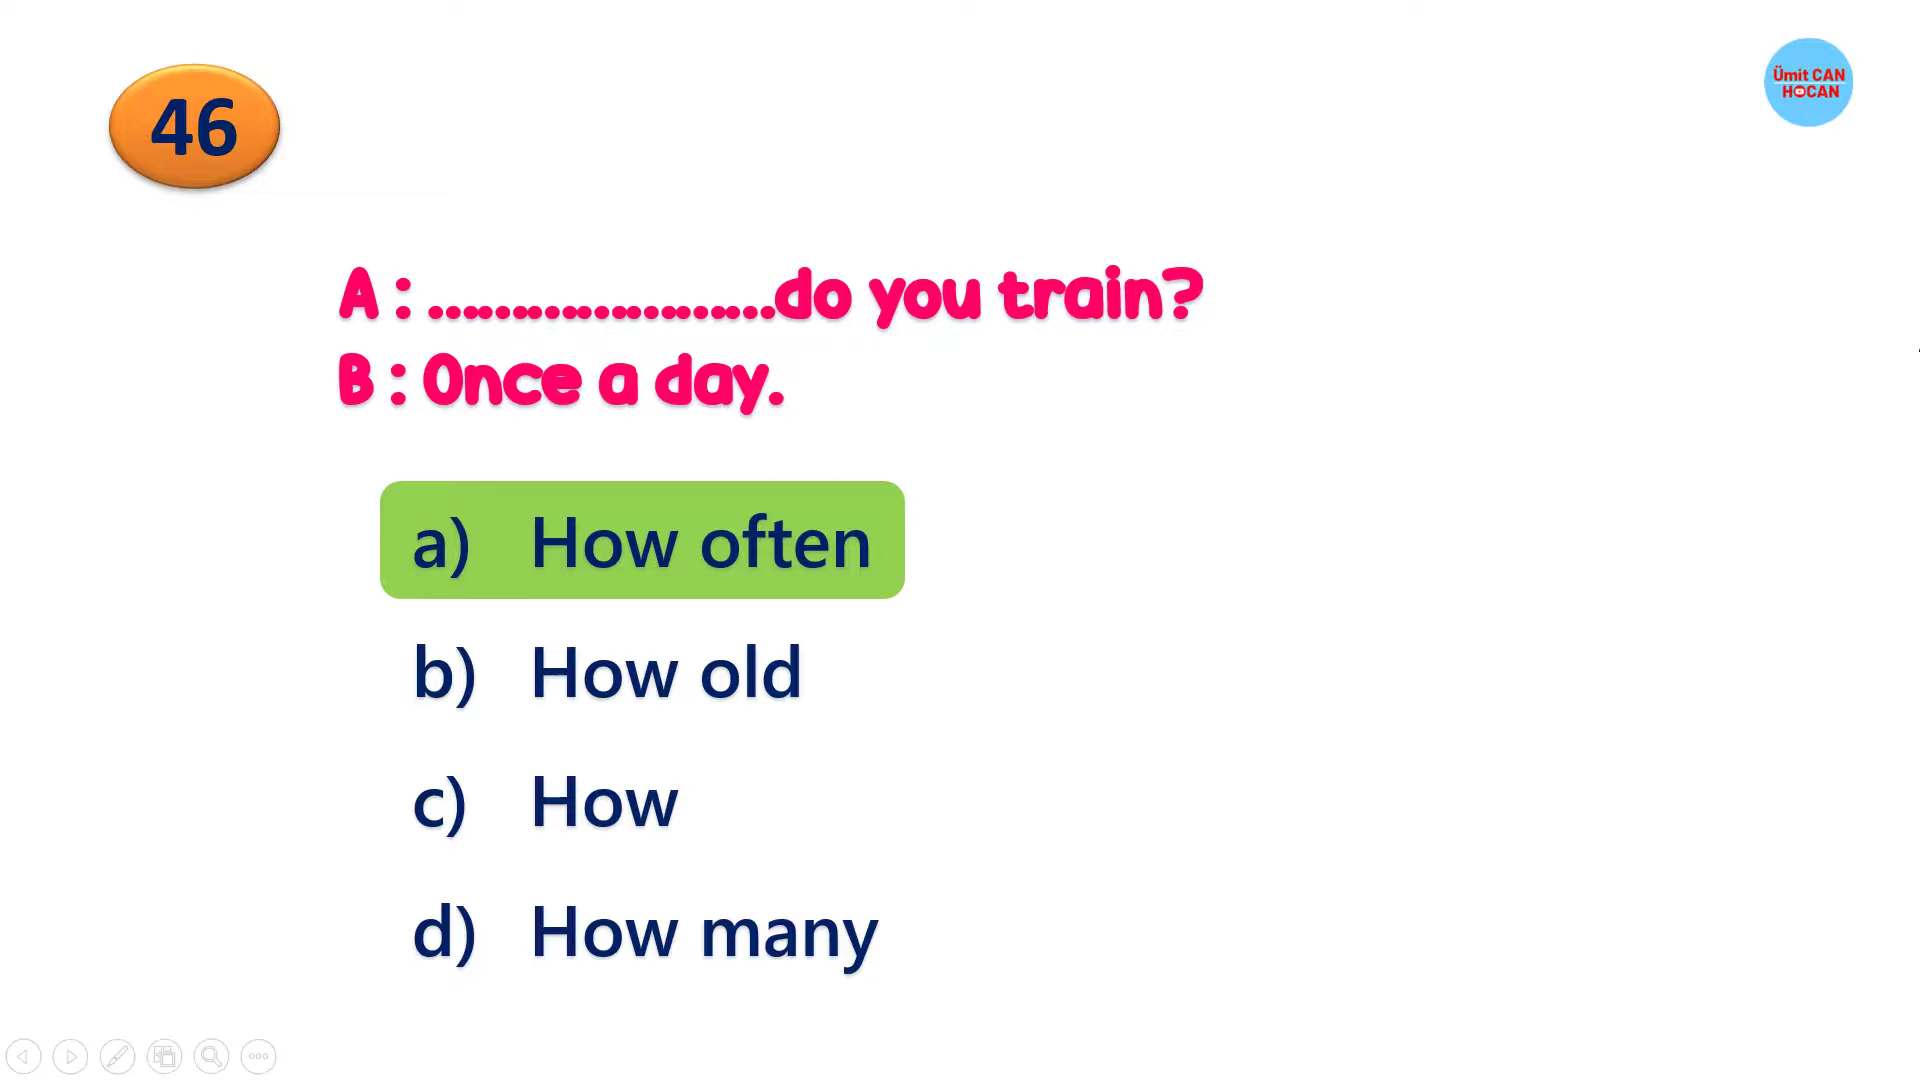 46
Ümit CAN
HOCAN
A : ......................do you train?
B : Once a day.
a) How often
b) How old
c) How
d) How many